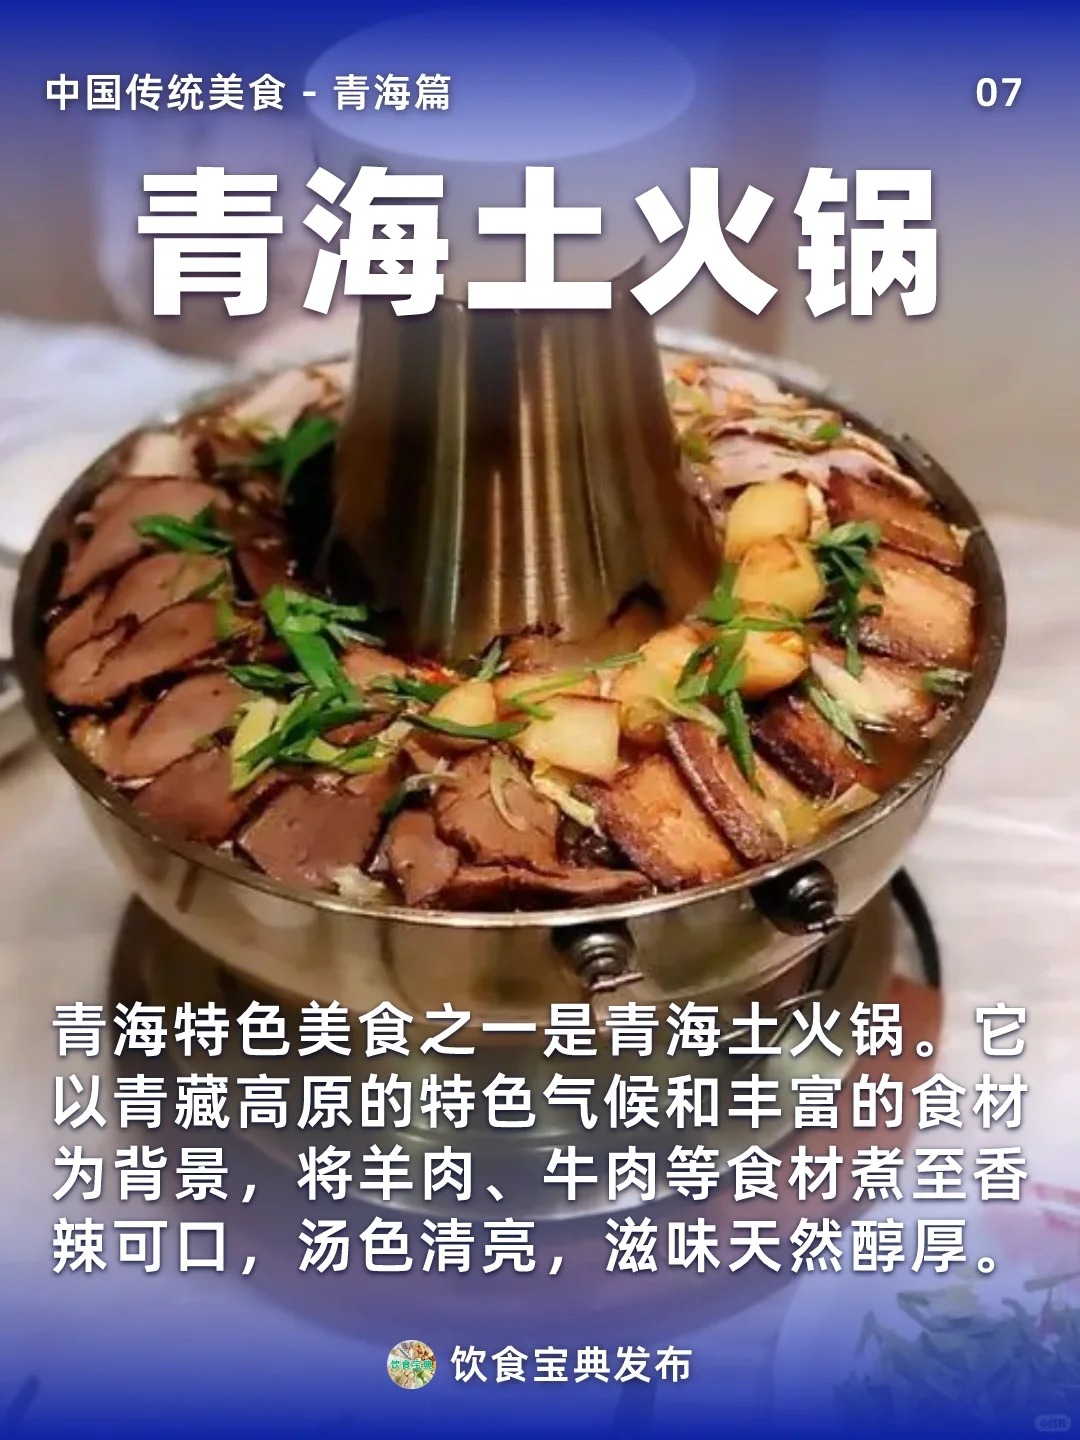 中国传统美食 - 青海篇
07
青海土火锅
青海特色美食之一是青海土火锅。它
以青藏高原的特色气候和丰富的食材
为背景，将羊肉、牛肉等食材煮至香
辣可口，汤色清亮，滋味天然醇厚。
饮食宝典
饮食宝典发布